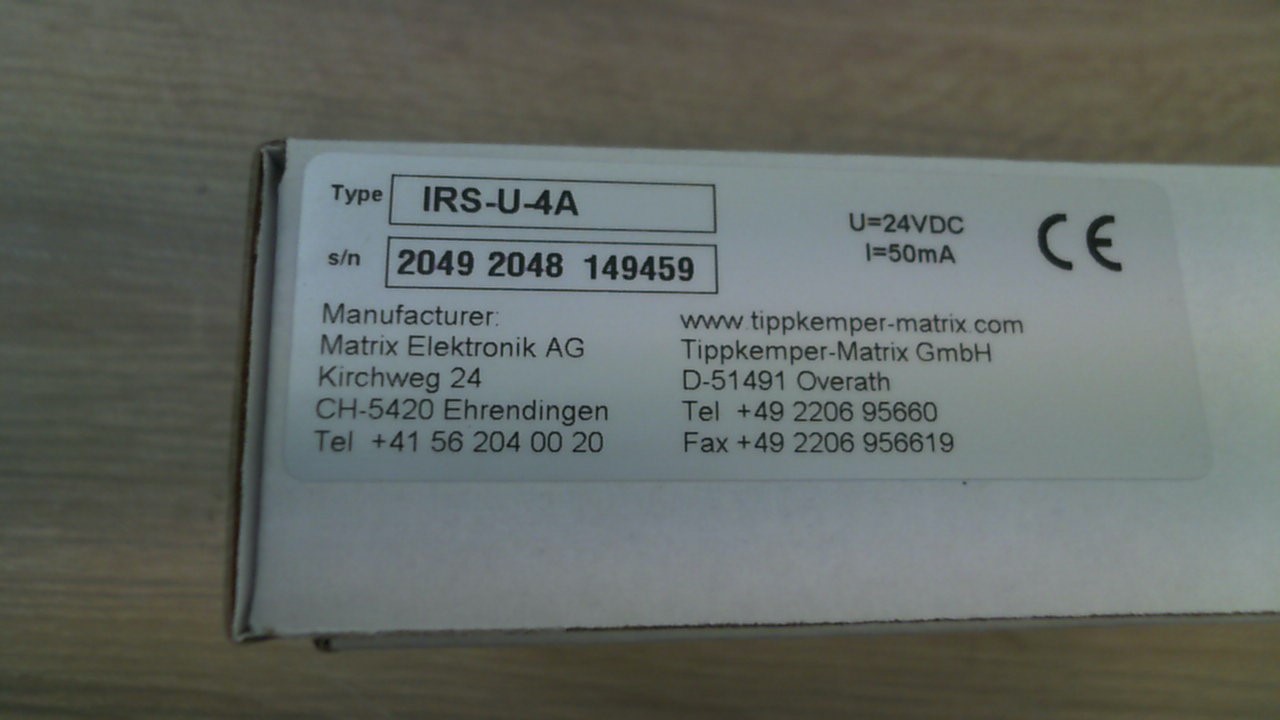 Type IRS-U-4A
s/n 2049 2048 149459
U=24VDC
I=50mA
CE
Manufacturer:
Matrix Elektronik AG
Kirchweg 24
CH-5420 Ehrendingen
Tel +41 56 204 00 20
www.tippkemper-matrix.com
Tippkemper-Matrix GmbH
D-51491 Overath
Tel +49 2206 95660
Fax +49 2206 956619